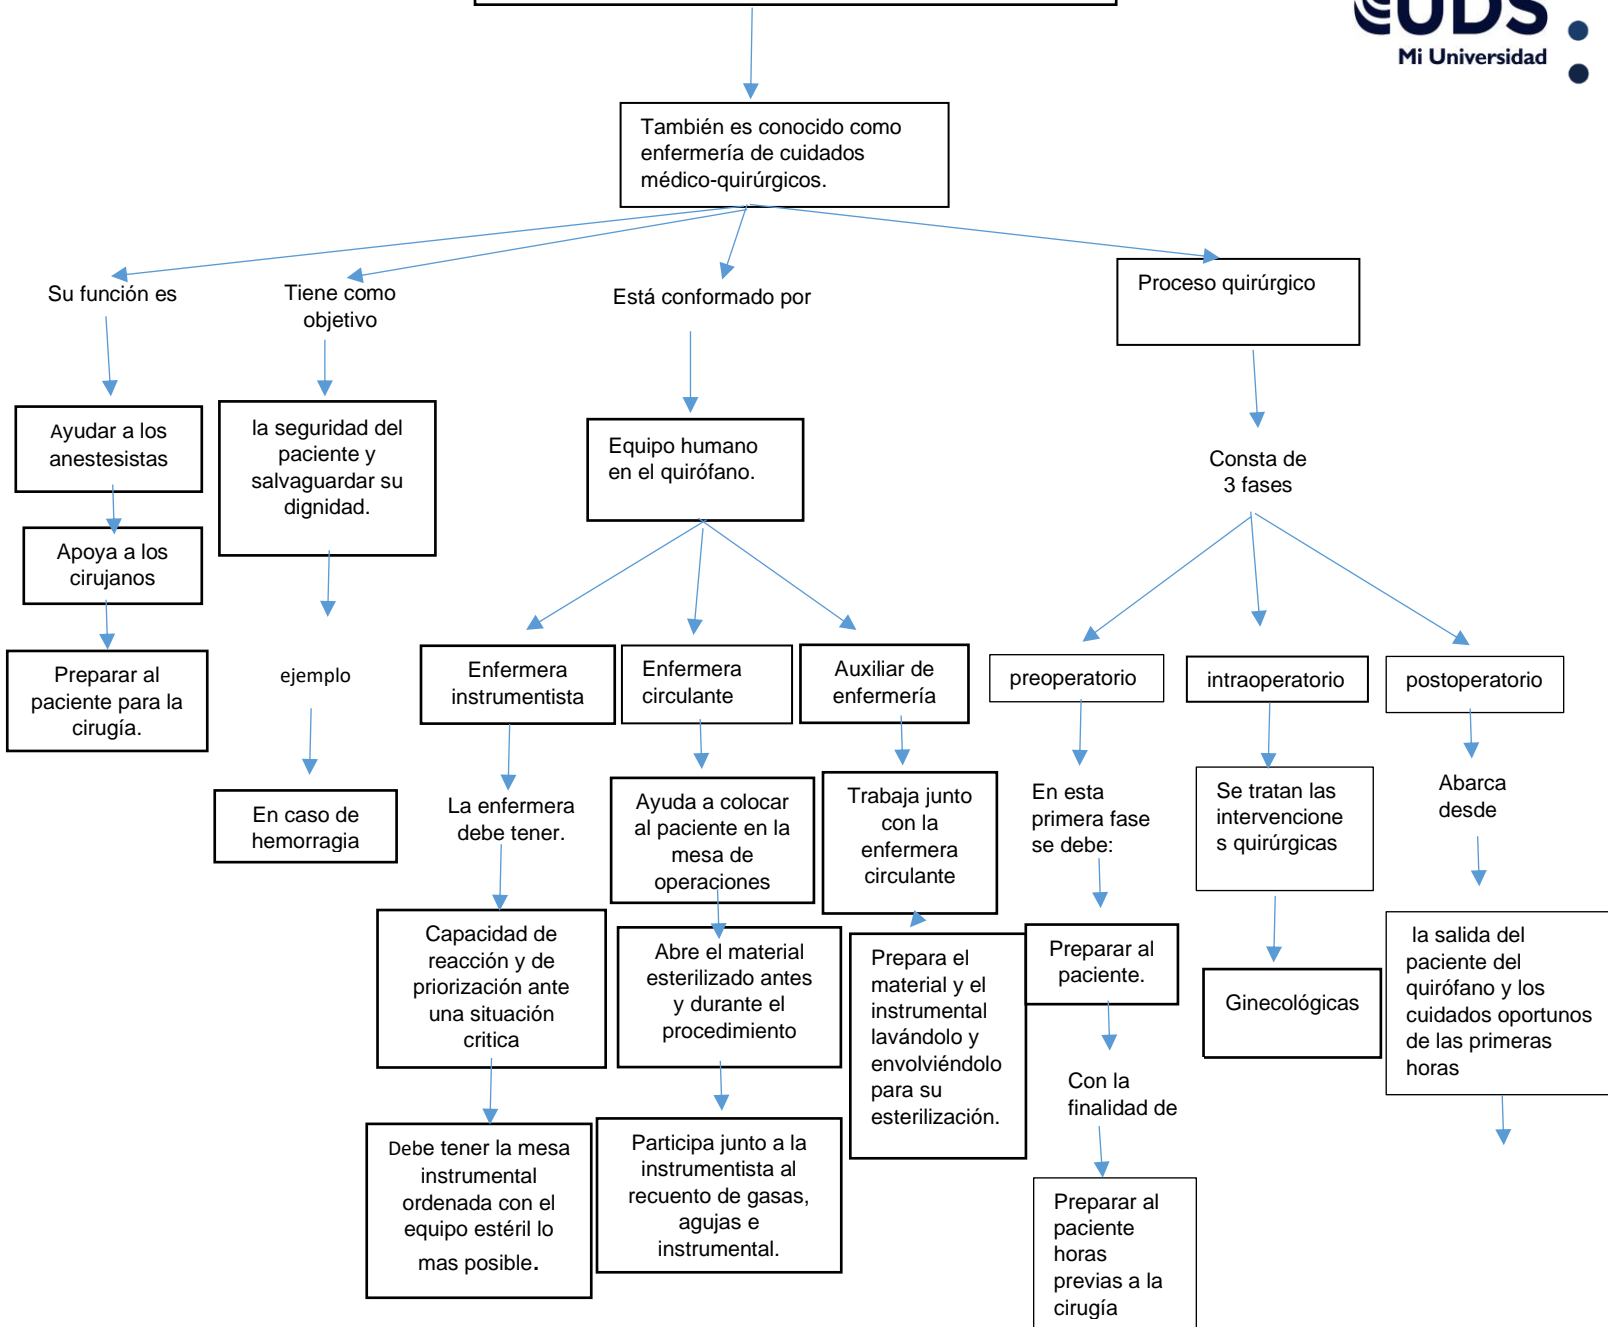 UDS
Mi Universidad
También es conocido como
enfermería de cuidados
médico-quirúrgicos.
Su función es
Tiene como
objetivo
Está conformado por
Proceso quirúrgico
Ayudar a los
anestesistas
la seguridad del
paciente y
salvaguardar su
dignidad.
Equipo humano
en el quirófano.
Consta de
3 fases
Apoya a los
cirujanos
Preparar al
paciente para la
cirugía.
ejemplo
En caso de
hemorragia
Enfermera
instrumentista
Enfermera
circulante
Auxiliar de
enfermería
preoperatorio
intraoperatorio
postoperatorio
La enfermera
debe tener.
Ayuda a colocar
al paciente en la
mesa de
operaciones
Trabaja junto
con la
enfermera
circulante
En esta
primera fase
se debe:
Se tratan las
intervencione
s quirúrgicas
Abarca
desde
Capacidad de
reacción y de
priorización ante
una situación
critica
Abre el material
esterilizado antes
y durante el
procedimiento
Prepara el
material y el
instrumental
lavándolo y
envolviéndolo
para su
esterilización.
Preparar al
paciente.
Ginecológicas
la salida del
paciente del
quirófano y los
cuidados oportunos
de las primeras
horas
Con la
finalidad de
Debe tener la mesa
instrumental
ordenada con el
equipo estéril lo
mas posible.
Participa junto a la
instrumentista al
recuento de gasas,
agujas e
instrumental.
Preparar al
paciente
horas
previas a la
cirugía